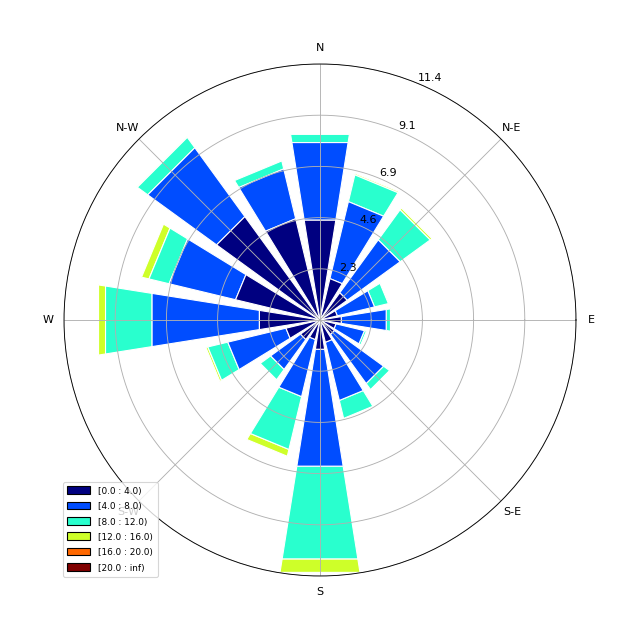 N
11.4
N-W
9.1
N-E
6.9
4.6
2.3
W
E
[0.0 : 4.0)
[4.0 : 8.0)
S-W
[8.0 : 12.0)
S-E
[12.0 : 16.0)
[16.0 : 20.0)
[20.0 : inf)
S